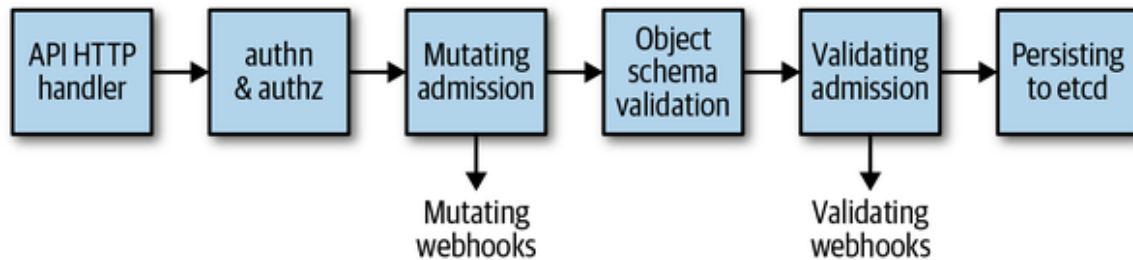 API HTTP
handler
authn
& authz
Mutating
admission
Object
schema
validation
Validating
admission
Persisting
to etcd
Mutating
webhooks
Validating
webhooks